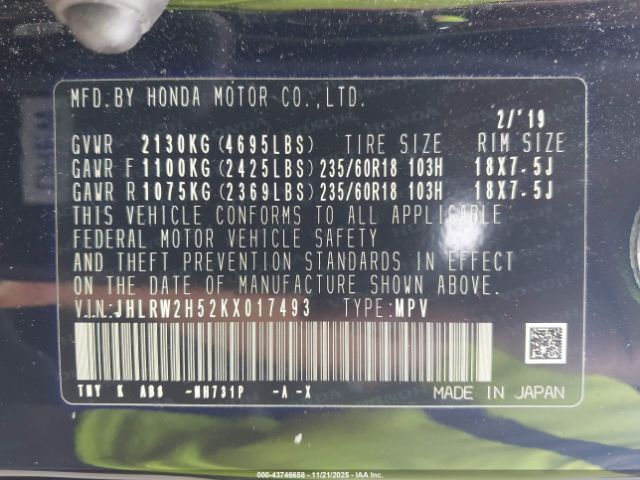 MFD.BY HONDA MOTOR CO.,LTD.
2/'19
GVWR 2130KG(4695LBS) TIRE SIZE RIM SIZE
GAWR F 1100KG(2425LBS) 235/60R18 103H 18X7.5J
GAWR R 1075KG(2369LBS) 235/60R18 103H 18X7.5J
THIS VEHICLE CONFORMS TO ALL APPLICABLE
FEDERAL MOTOR VEHICLE SAFETY
AND THEFT PREVENTION STANDARDS IN EFFECT
ON THE DATE OF MANUFACTURE SHOWN ABOVE.
VIN:JHLRW2H52KX017493 TYPE:MPV
TNY K AB8 -NH731P -A -X
MADE IN JAPAN
000-43746658 - 11/21/2025 - IAA Inc.